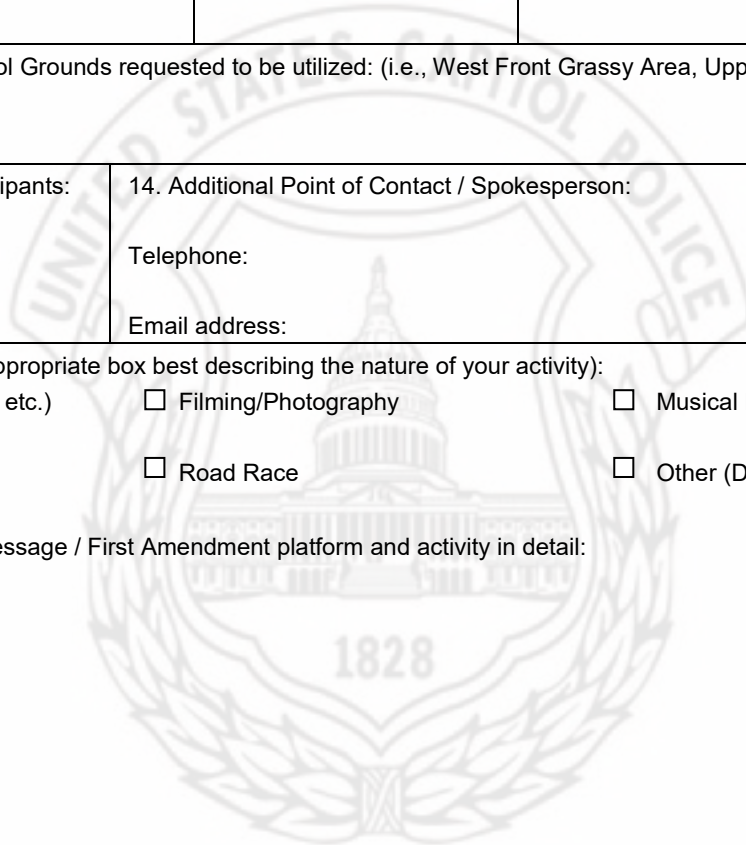 ol Grounds requested to be utilized: (i.e., West Front Grassy Area, Upp
ipants:
14. Additional Point of Contact / Spokesperson:
Telephone:
Email address:
ppropriate box best describing the nature of your activity):
etc.) ☐ Filming/Photography ☐ Musical
☐ Road Race ☐ Other (D
essage / First Amendment platform and activity in detail:
UNITED STATES CAPITOL POLICE
1828